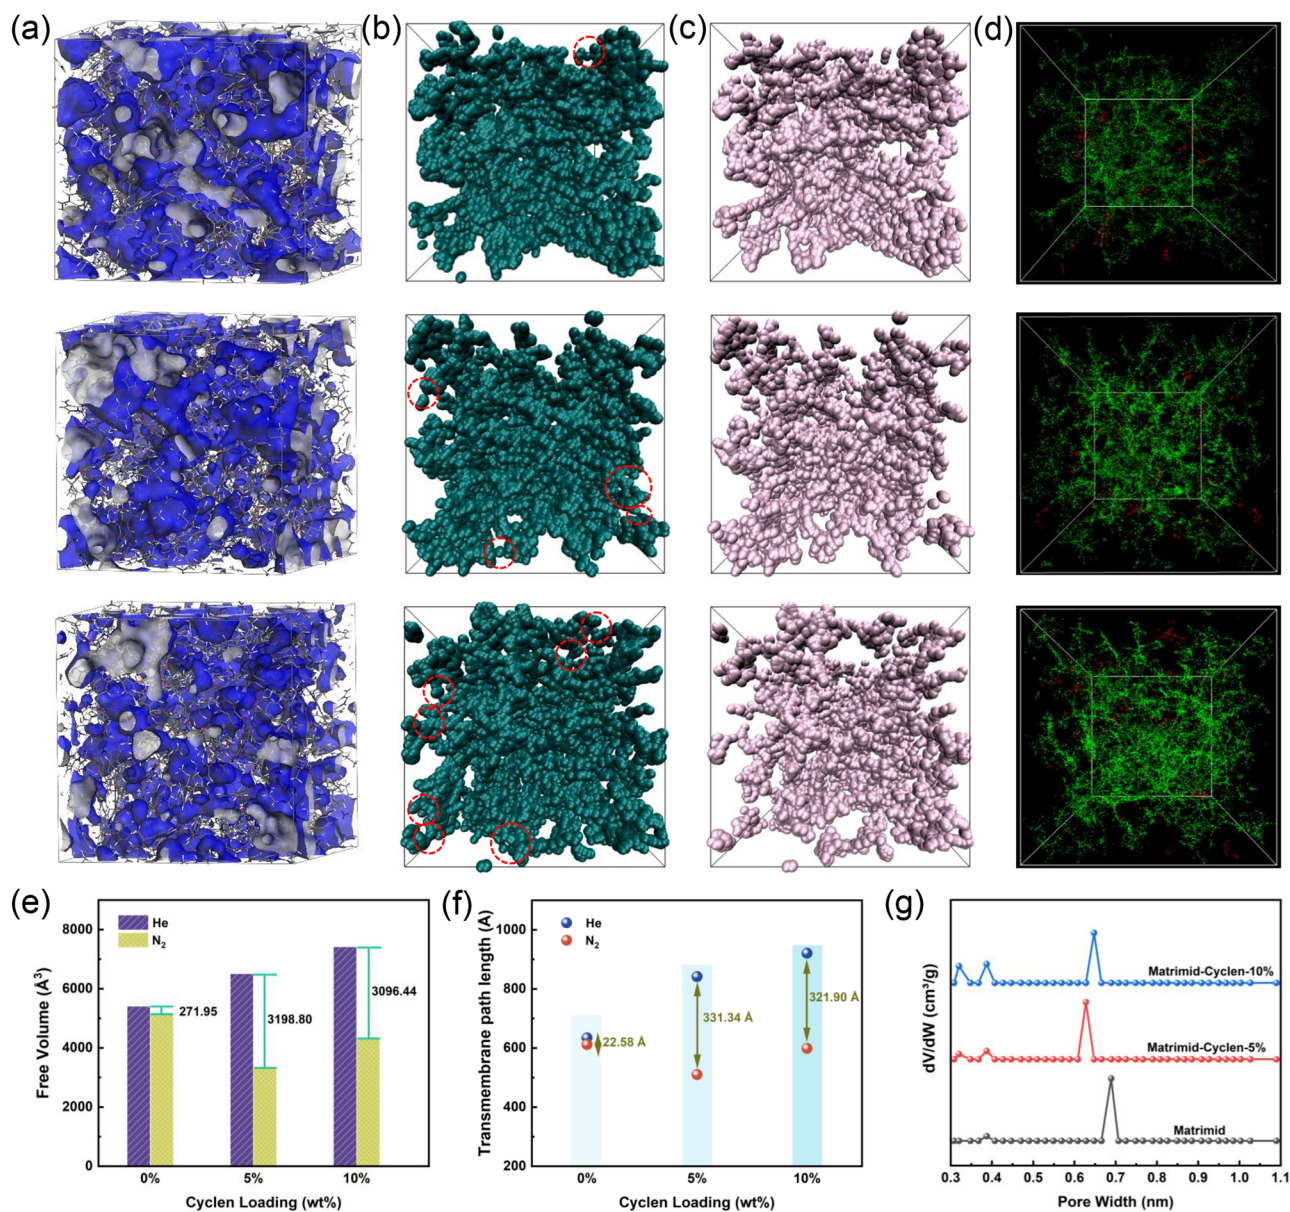 (a)
(b)
(c)
(d)
(e)
Free Volume (Å³)
8000
6000
4000
2000
0
He
N₂
271.95
3198.80
3096.44
0%
5%
10%
Cyclen Loading (wt%)
(f)
Transmembrane path length (Å)
1000
800
600
400
200
He
N₂
22.58 Å
331.34 Å
321.90 Å
0%
5%
10%
Cyclen Loading (wt%)
(g)
dV/dW (cm³/g)
Matrimid-Cyclen-10%
Matrimid-Cyclen-5%
Matrimid
0.3 0.4 0.5 0.6 0.7 0.8 0.9 1.0 1.1
Pore Width (nm)